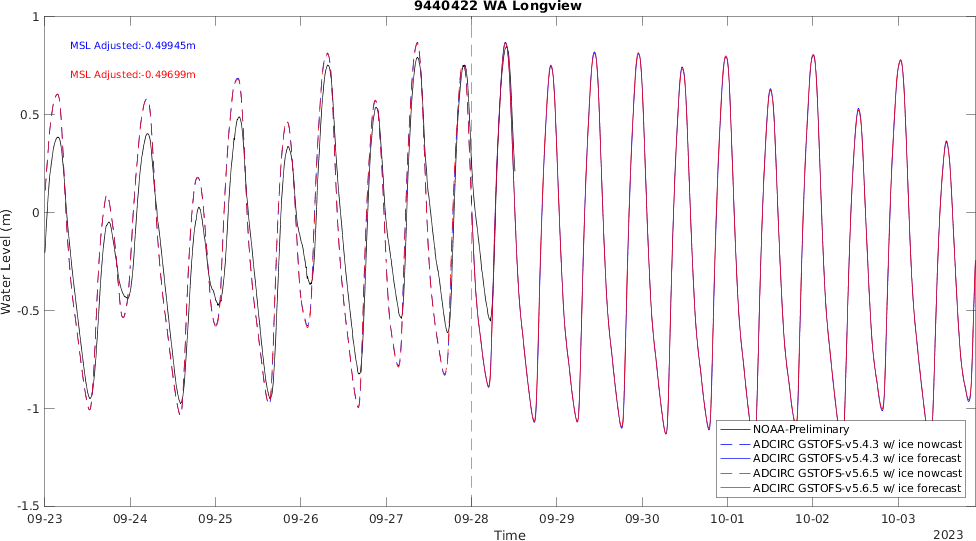 9440422 WA Longview
MSL Adjusted:-0.49945m
MSL Adjusted:-0.49699m
Water Level (m)
1
0.5
0
-0.5
-1
-1.5
NOAA-Preliminary
ADCIRC GSTOFS-v5.4.3 w/ ice nowcast
ADCIRC GSTOFS-v5.4.3 w/ ice forecast
ADCIRC GSTOFS-v5.6.5 w/ ice nowcast
ADCIRC GSTOFS-v5.6.5 w/ ice forecast
09-23 09-24 09-25 09-26 09-27 09-28 09-29 09-30 10-01 10-02 10-03
Time
2023